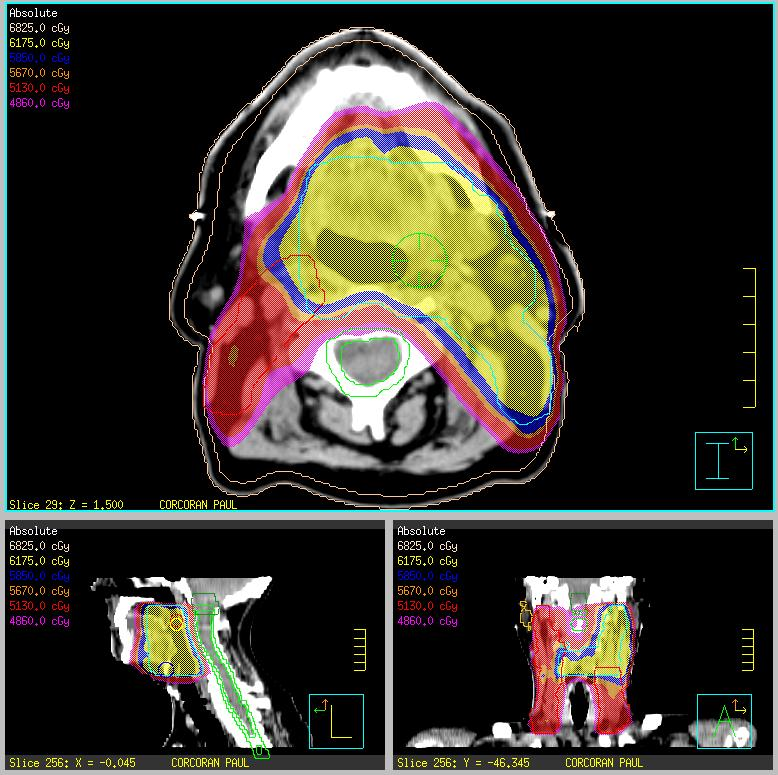 Absolute
6825.0 cGy
6175.0 cGy
5850.0 cGy
5670.0 cGy
5130.0 cGy
4860.0 cGy
I
Slice 29: Z = 1.500 CORCORAN PAUL
Absolute
6825.0 cGy
6175.0 cGy
5850.0 cGy
5670.0 cGy
5130.0 cGy
4860.0 cGy
L
Slice 256: X = -0.045 CORCORAN PAUL
Absolute
6825.0 cGy
6175.0 cGy
5850.0 cGy
5670.0 cGy
5130.0 cGy
4860.0 cGy
A
Slice 256: Y = -46.345 CORCORAN PAUL